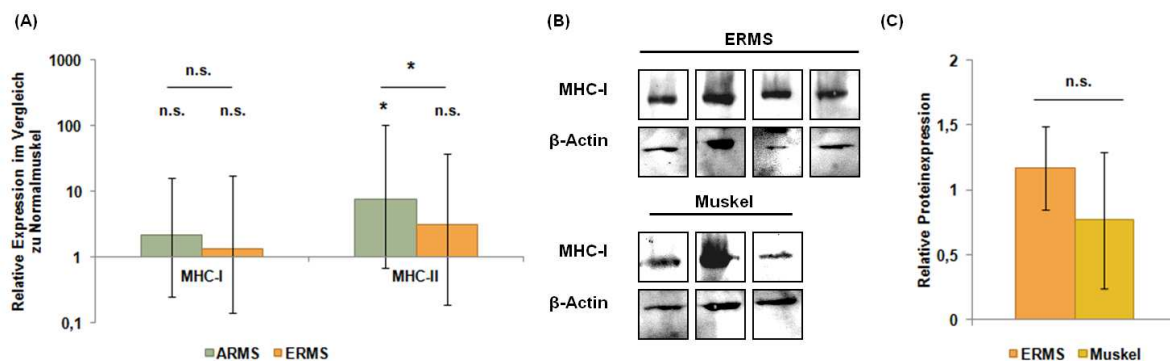 (A)
Relative Expression im Vergleich
zu Normalmuskel
1000
100
10
1
0,1
n.s.
n.s.
n.s.
*
*
n.s.
MHC-I
MHC-II
ARMS
ERMS
(B)
ERMS
MHC-I
β-Actin
Muskel
MHC-I
β-Actin
(C)
Relative Proteinexpression
2
1,5
1
0,5
0
n.s.
ERMS
Muskel